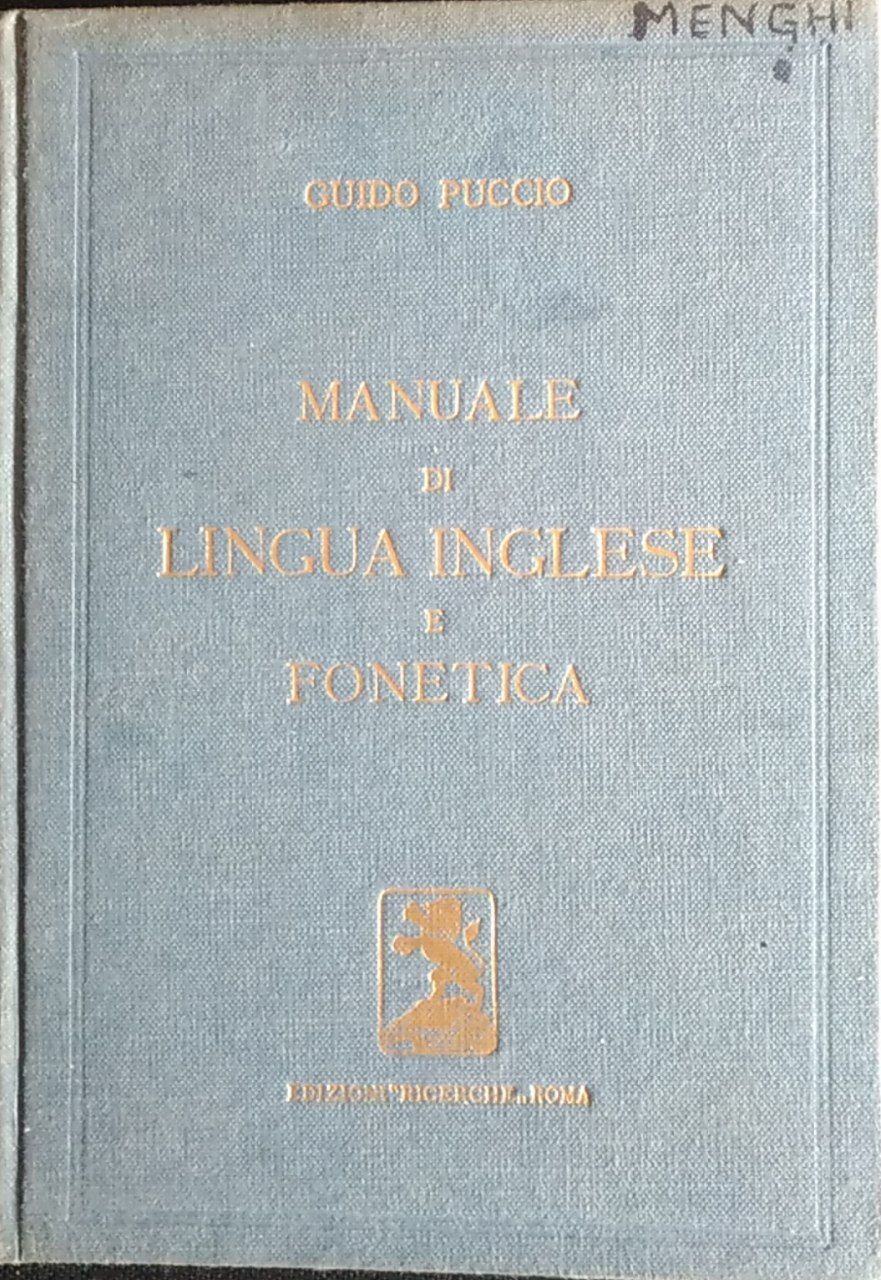 MENGHI
GUIDO PUCCIO
MANUALE
DI
LINGUA INGLESE
E
FONETICA
EDIZIONI "RICERCHE„ ROMA